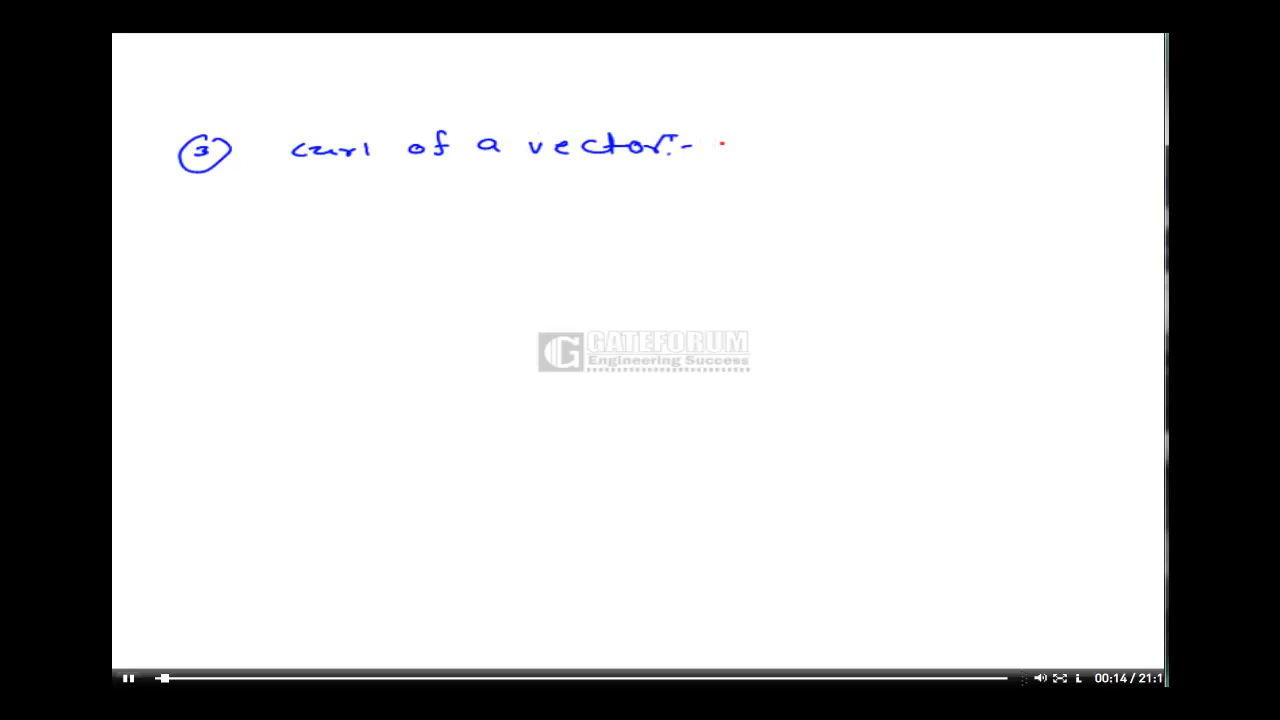 ③ curl of a vector:-
GATEFORUM
Engineering Success
00:14 / 21:1